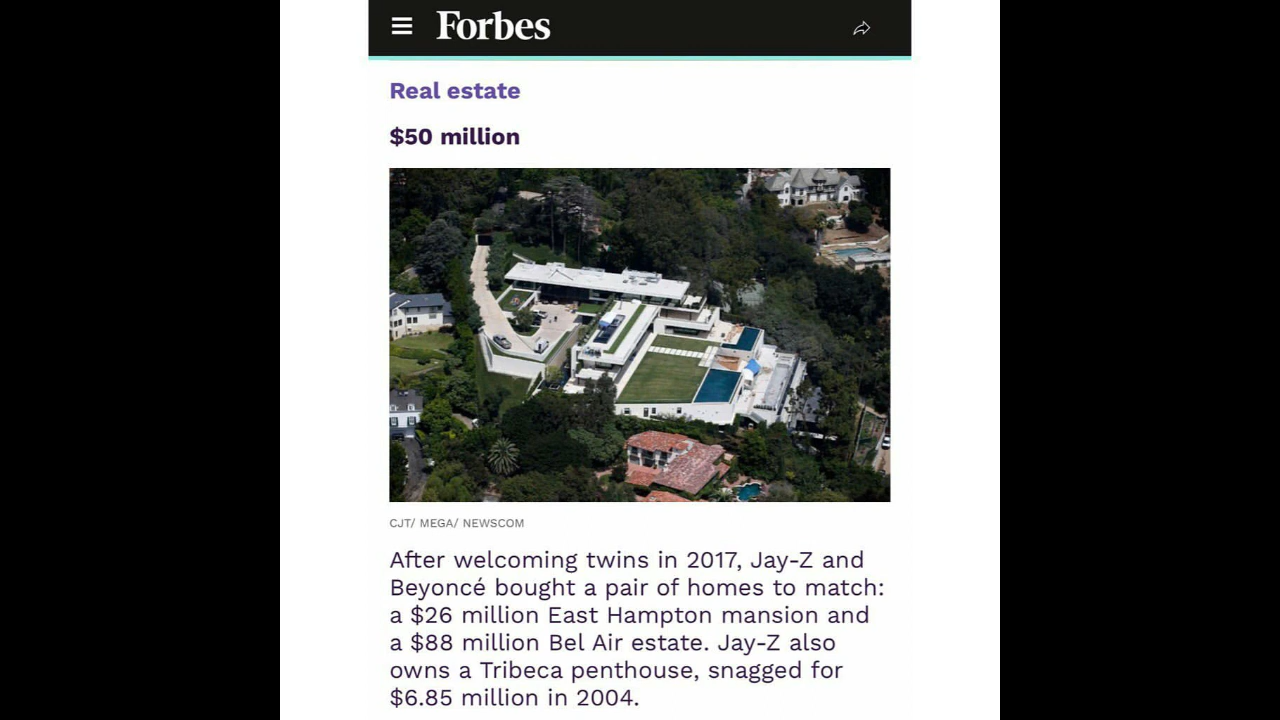 Forbes
Real estate
$50 million
CJT/ MEGA/ NEWSCOM
After welcoming twins in 2017, Jay-Z and
Beyoncé bought a pair of homes to match:
a $26 million East Hampton mansion and
a $88 million Bel Air estate. Jay-Z also
owns a Tribeca penthouse, snagged for
$6.85 million in 2004.